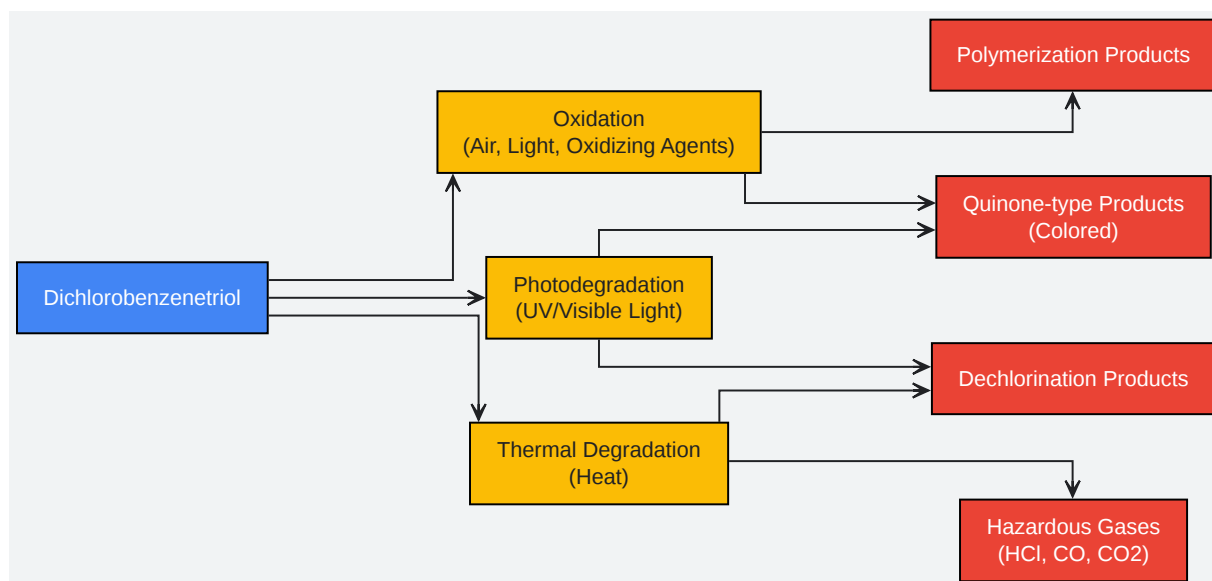 Polymerization Products
Oxidation
(Air, Light, Oxidizing Agents)
Quinone-type Products
(Colored)
Dichlorobenzenetriol
Photodegradation
(UV/Visible Light)
Dechlorination Products
Thermal Degradation
(Heat)
Hazardous Gases
(HCl, CO, CO2)